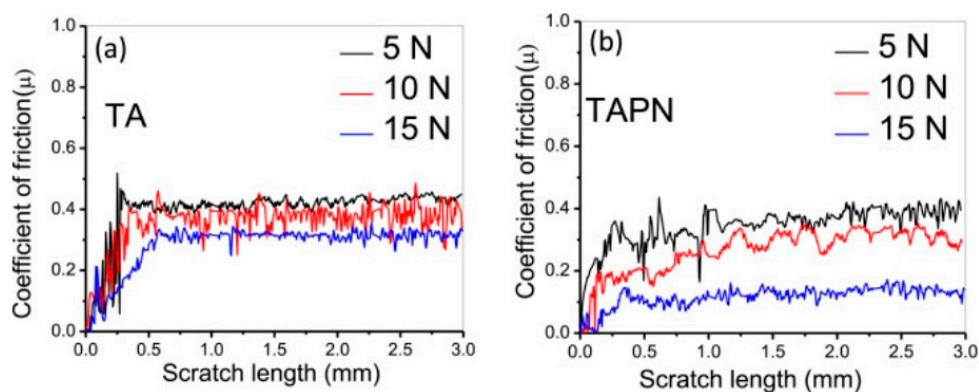 (a)
TA
5 N
10 N
15 N
Coefficient of friction(μ)
1.0
0.8
0.6
0.4
0.2
0.0
0.0 0.5 1.0 1.5 2.0 2.5 3.0
Scratch length (mm)
(b)
TAPN
5 N
10 N
15 N
Coefficient of friction(μ)
1.0
0.8
0.6
0.4
0.2
0.0
0.0 0.5 1.0 1.5 2.0 2.5 3.0
Scratch length (mm)